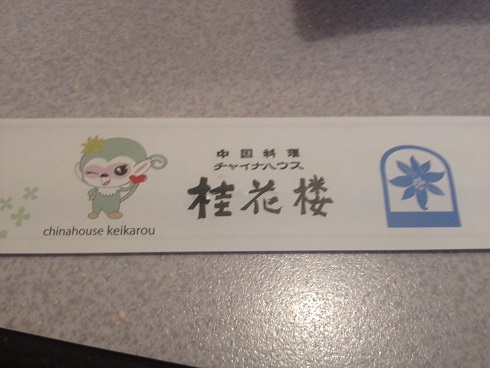 中国料理
チャイナハウス
桂花楼
chinahouse keikarou